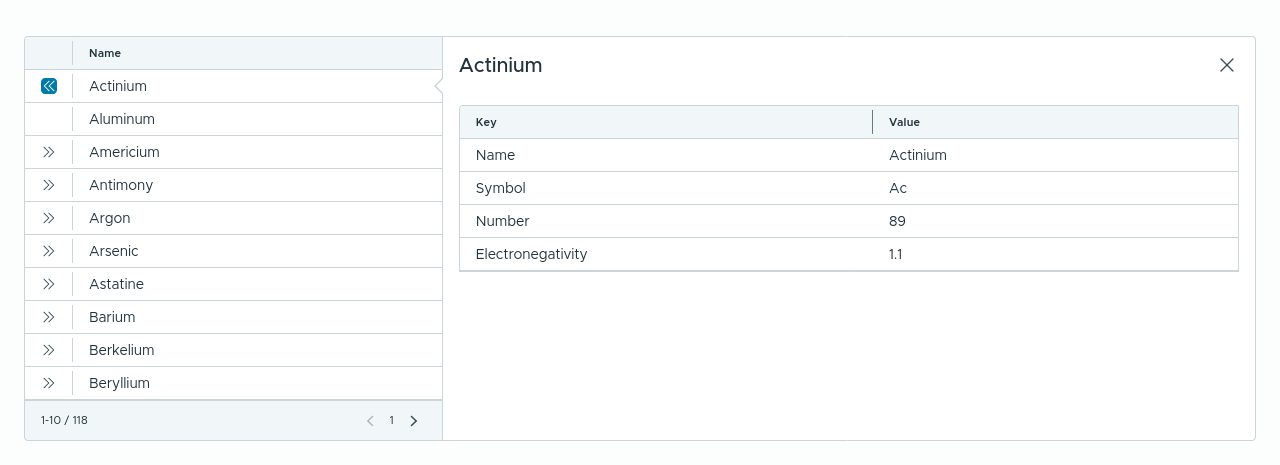 Name
Actinium
Aluminum
Americium
Antimony
Argon
Arsenic
Astatine
Barium
Berkelium
Beryllium
1-10 / 118
1
Actinium
Key Value
Name Actinium
Symbol Ac
Number 89
Electronegativity 1.1